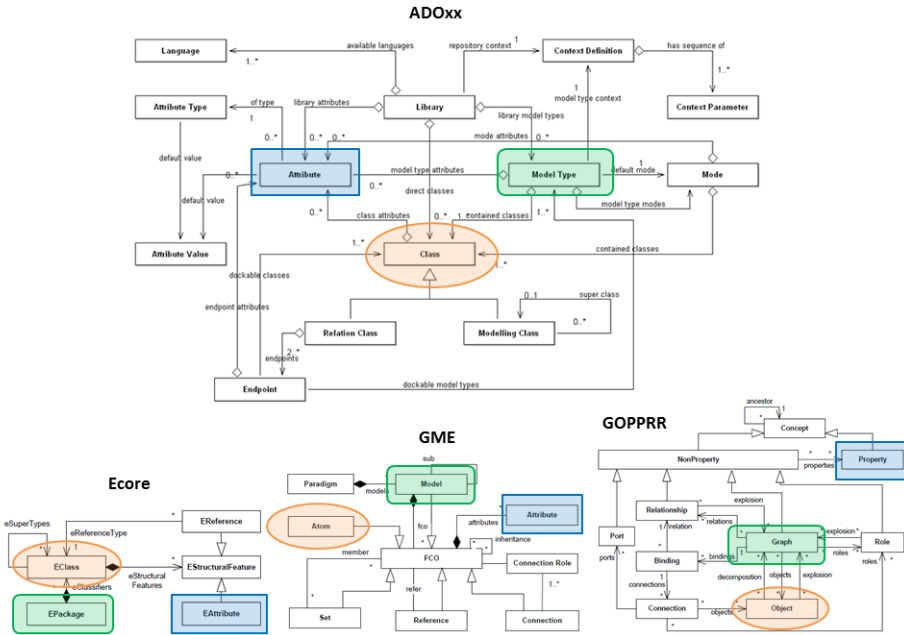 ADOxx
Language
available languages
1..*
repository context
1
Context Definition
has sequence of
1..*
Attribute Type
of type
1
library attributes
Library
library model types
1
model type context
Context Parameter
0..*
0..*
0..*
mode attributes
0..*
default value
0..*
Attribute
model type attributes
0..*
Model Type
default mode
Mode
default value
direct classes
model type modes
0..*
class attributes
0..*
1..*
contained classes
1..*
Attribute Value
1..*
Class
1..*
contained classes
dockable classes
endpoint attributes
0..1
super class
0..*
Relation Class
Modelling Class
2..*
endpoints
Endpoint
dockable model types
GME
GOPPRR
Ecore
ancestor
1
*
Concept
sub
Paradigm
models
Model
NonProperty
*
*
properties
Property
eSuperTypes
eReferenceType
*
EReference
Atom
fco
attributes
Attribute
inheritance
Relationship
explosion
relation
relations
Port
Graph
explosion
Role
*
1
EClass
eStructural
Features
EStructuralFeature
member
FCO
Connection Role
ports
Binding
bindings
roles
roles
eClassifiers
refer
connections
decomposition
objects
explosion
1..*
EPackage
EAttribute
Set
Reference
Connection
Connection
objects
Object